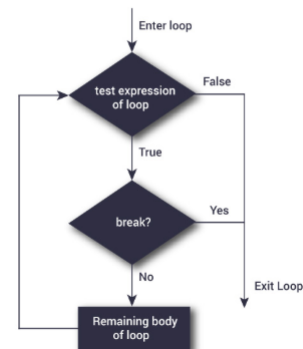 Enter loop
test expression
of loop
False
True
break?
Yes
No
Exit Loop
Remaining body
of loop